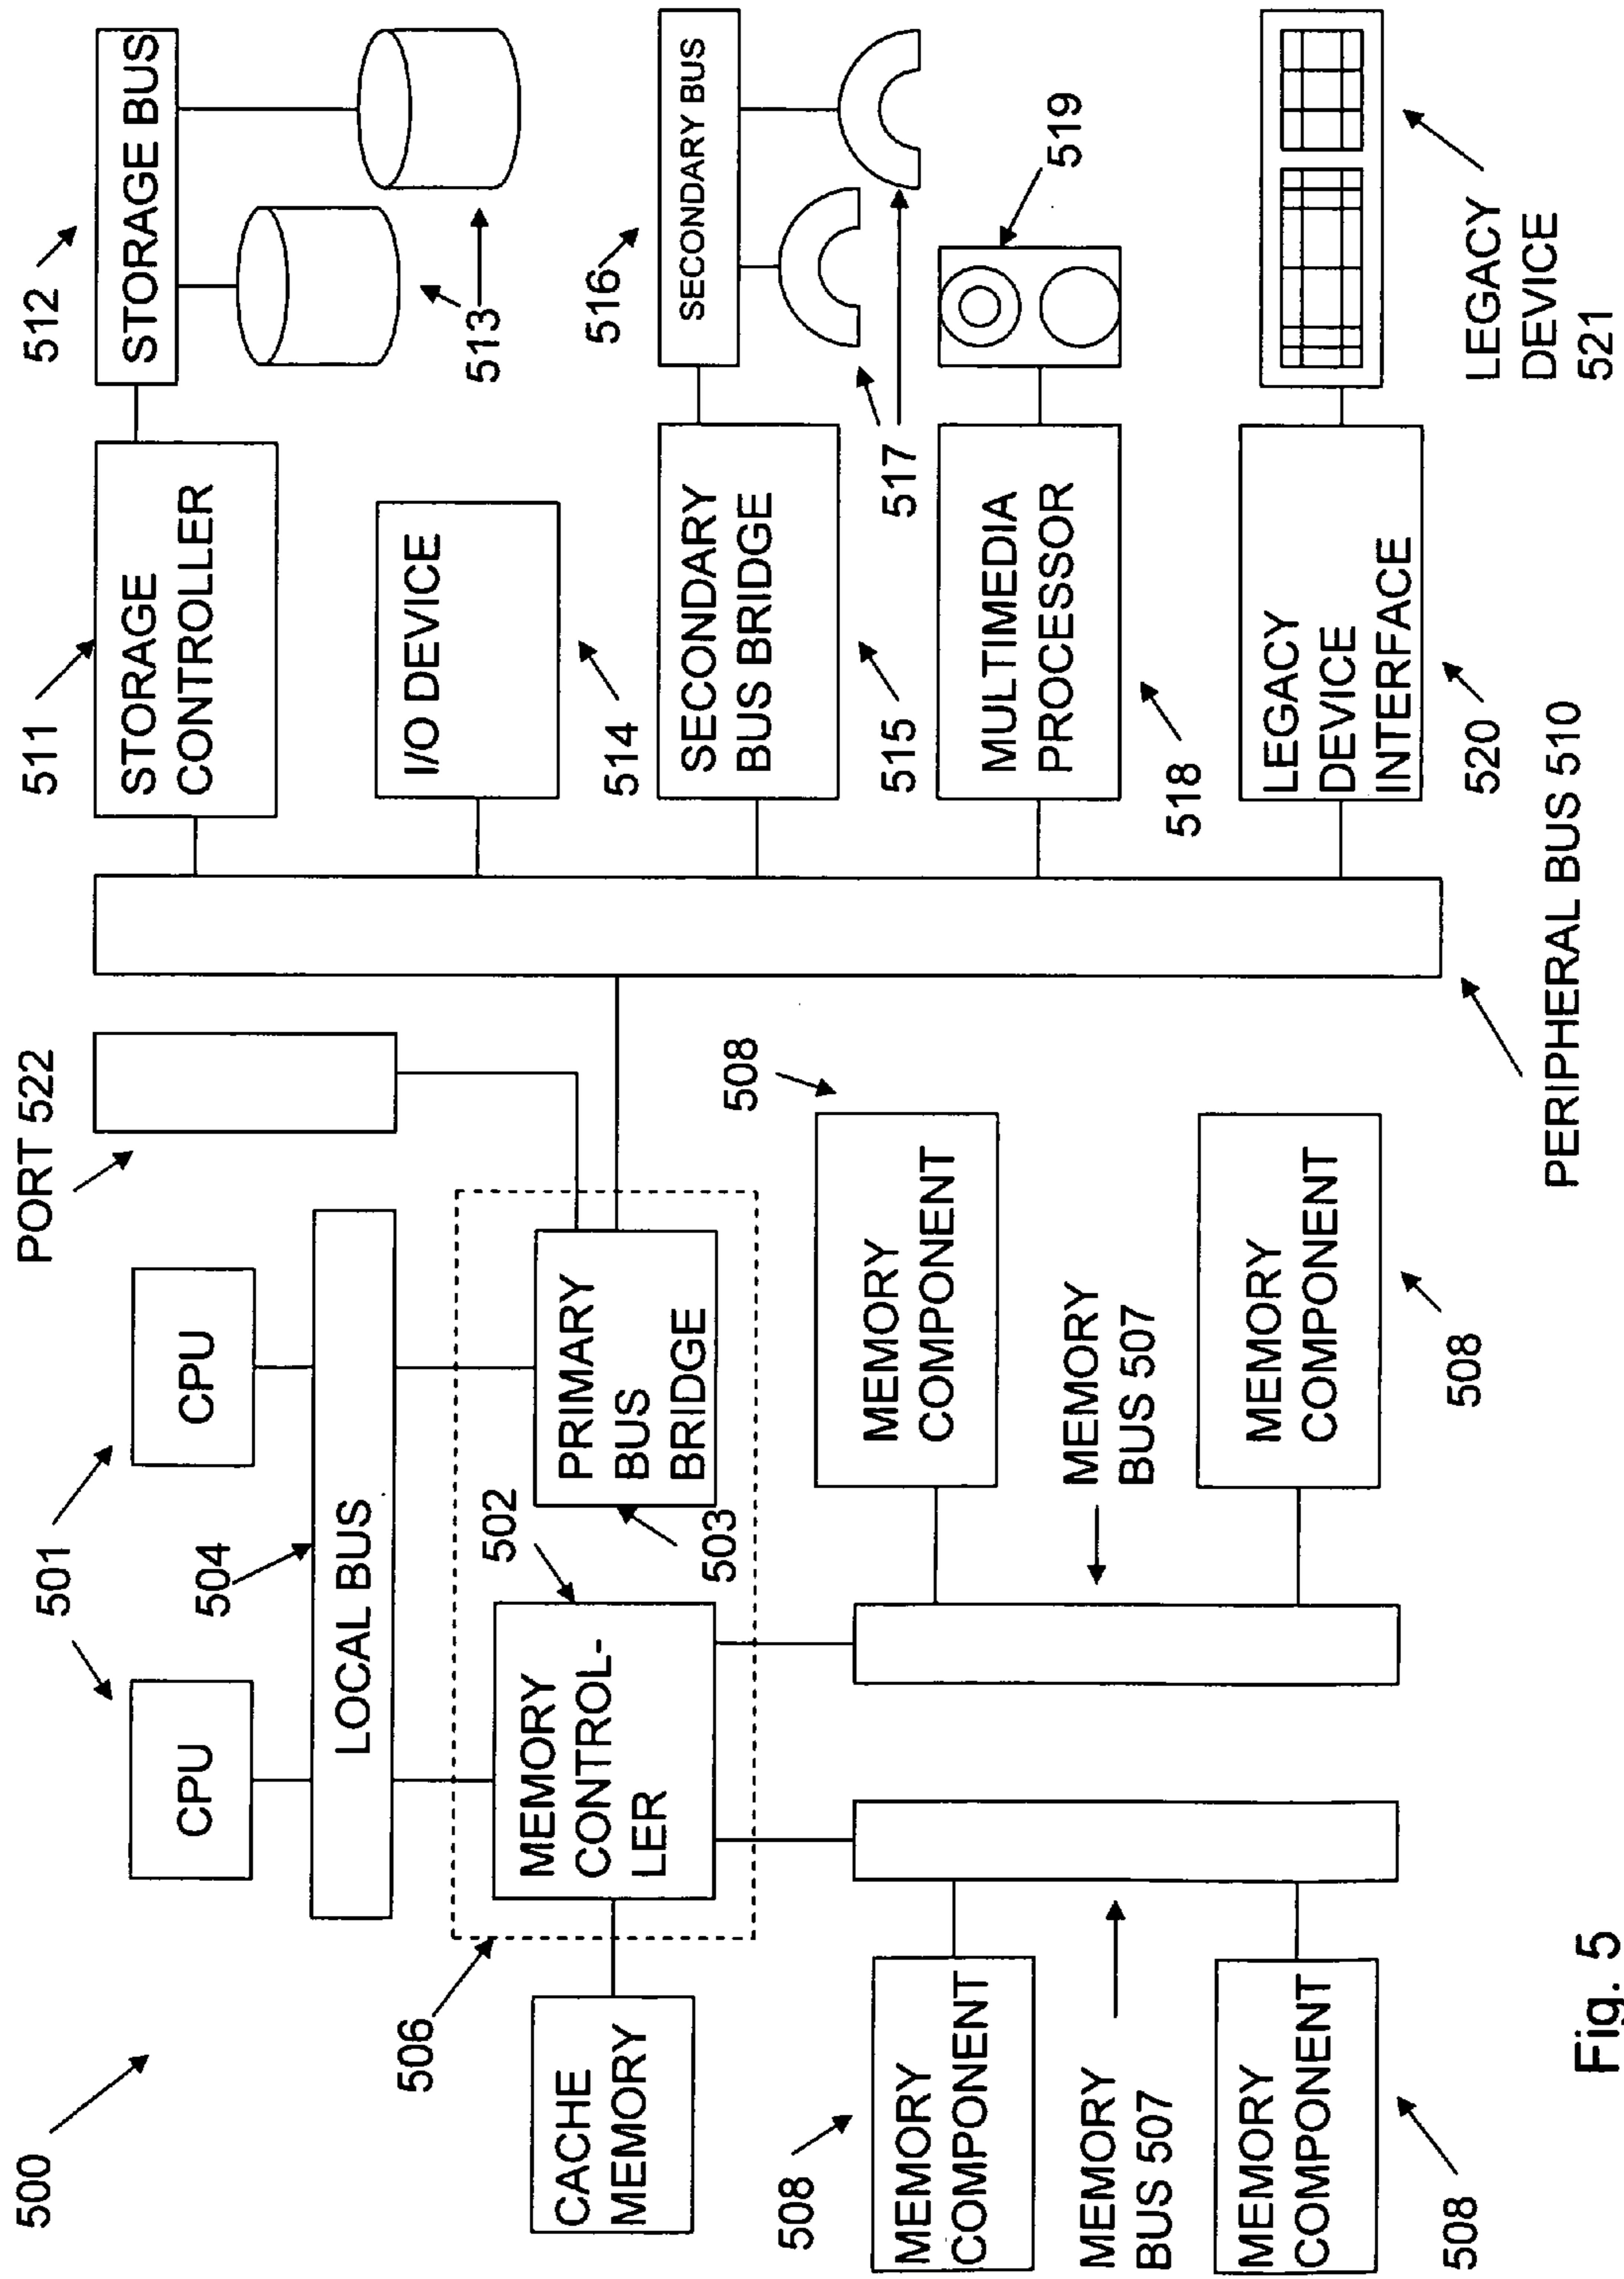 500
501
CPU
CPU
PORT 522
504
LOCAL BUS
506
502
MEMORY
CONTROL-
LER
PRIMARY
BUS
BRIDGE
503
CACHE
MEMORY
508
MEMORY
COMPONENT
MEMORY
BUS 507
MEMORY
COMPONENT
508
508
MEMORY
COMPONENT
MEMORY
BUS 507
MEMORY
COMPONENT
508
PERIPHERAL BUS 510
511
STORAGE
CONTROLLER
512
STORAGE BUS
513
I/O DEVICE
514
SECONDARY
BUS BRIDGE
515
516
SECONDARY BUS
517
MULTIMEDIA
PROCESSOR
518
519
LEGACY
DEVICE
INTERFACE
520
LEGACY
DEVICE
521
Fig. 5